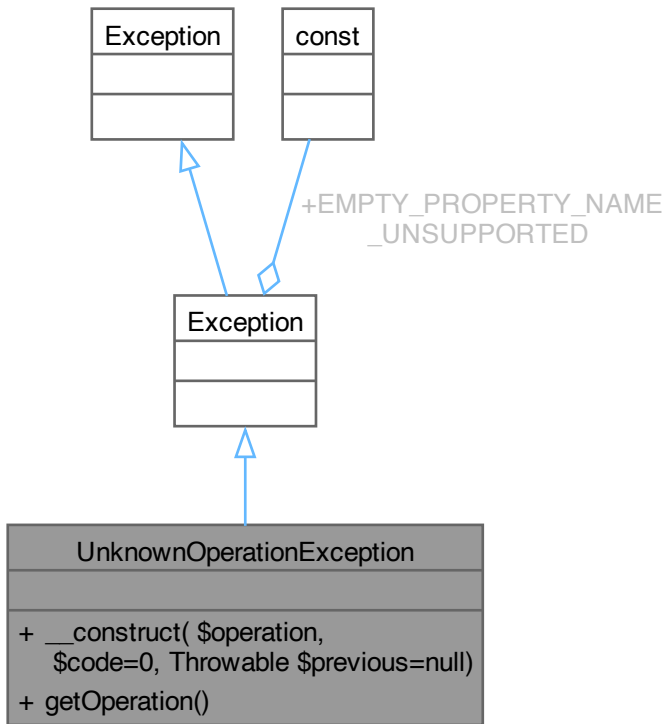 Exception
const
+EMPTY_PROPERTY_NAME
_UNSUPPORTED
Exception
UnknownOperationException
+ __construct( $operation,
$code=0, Throwable $previous=null)
+ getOperation()